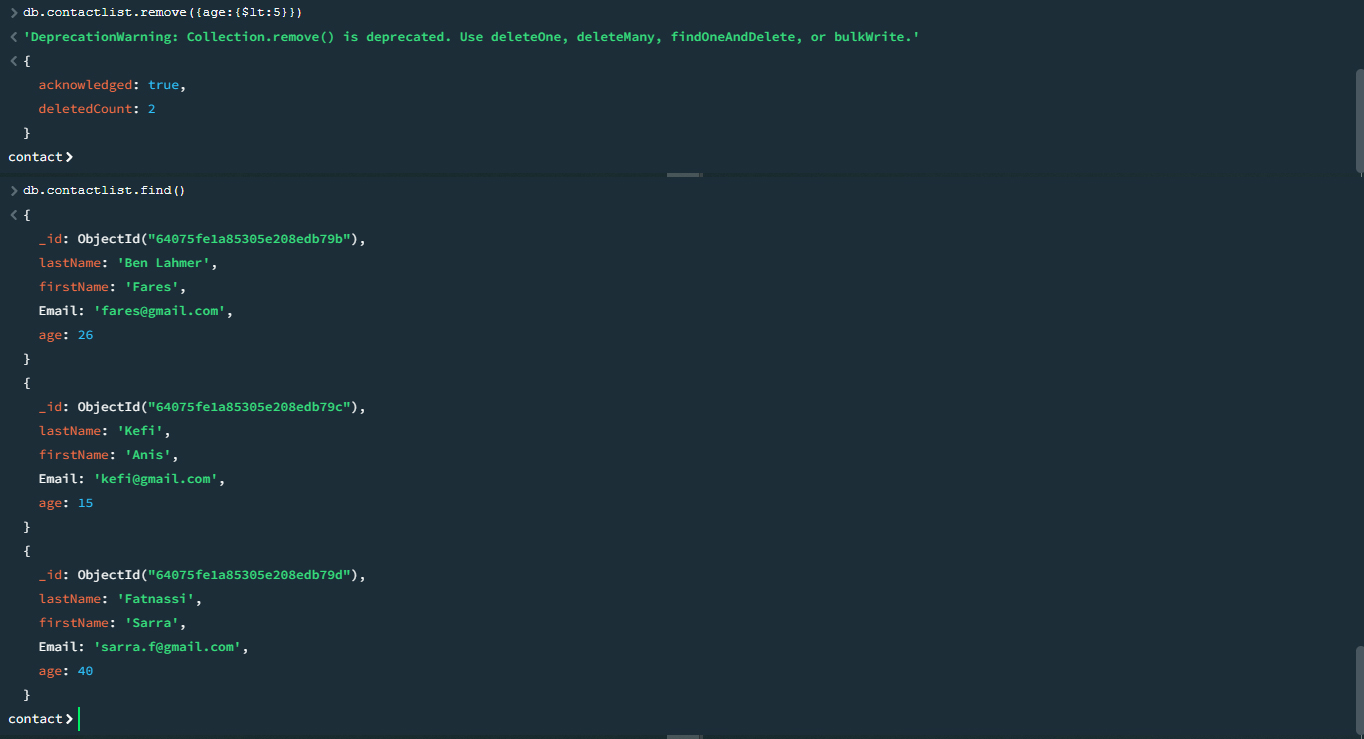 > db.contactlist.remove({age:{$lt:5}})
< 'DeprecationWarning: Collection.remove() is deprecated. Use deleteOne, deleteMany, findOneAndDelete, or bulkWrite.'
< {
acknowledged: true,
deletedCount: 2
}
contact>
> db.contactlist.find()
< {
_id: ObjectId("64075fe1a85305e208edb79b"),
lastName: 'Ben Lahmer',
firstName: 'Fares',
Email: 'fares@gmail.com',
age: 26
}
{
_id: ObjectId("64075fe1a85305e208edb79c"),
lastName: 'Kefi',
firstName: 'Anis',
Email: 'kefi@gmail.com',
age: 15
}
{
_id: ObjectId("64075fe1a85305e208edb79d"),
lastName: 'Fatnassi',
firstName: 'Sarra',
Email: 'sarra.f@gmail.com',
age: 40
}
contact>